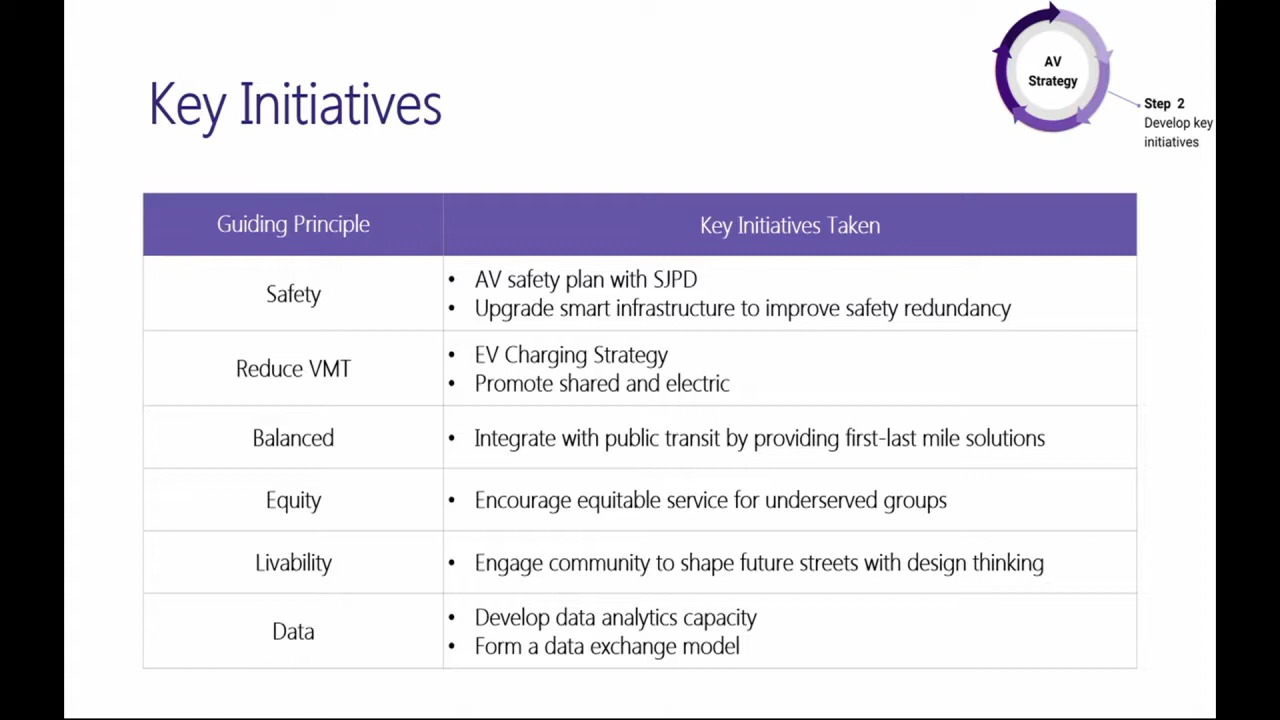 AV
Strategy
Step 2
Develop key
initiatives
Key Initiatives
Guiding Principle
Key Initiatives Taken
Safety
• AV safety plan with SJPD
• Upgrade smart infrastructure to improve safety redundancy
Reduce VMT
• EV Charging Strategy
• Promote shared and electric
Balanced
• Integrate with public transit by providing first-last mile solutions
Equity
• Encourage equitable service for underserved groups
Livability
• Engage community to shape future streets with design thinking
Data
• Develop data analytics capacity
• Form a data exchange model